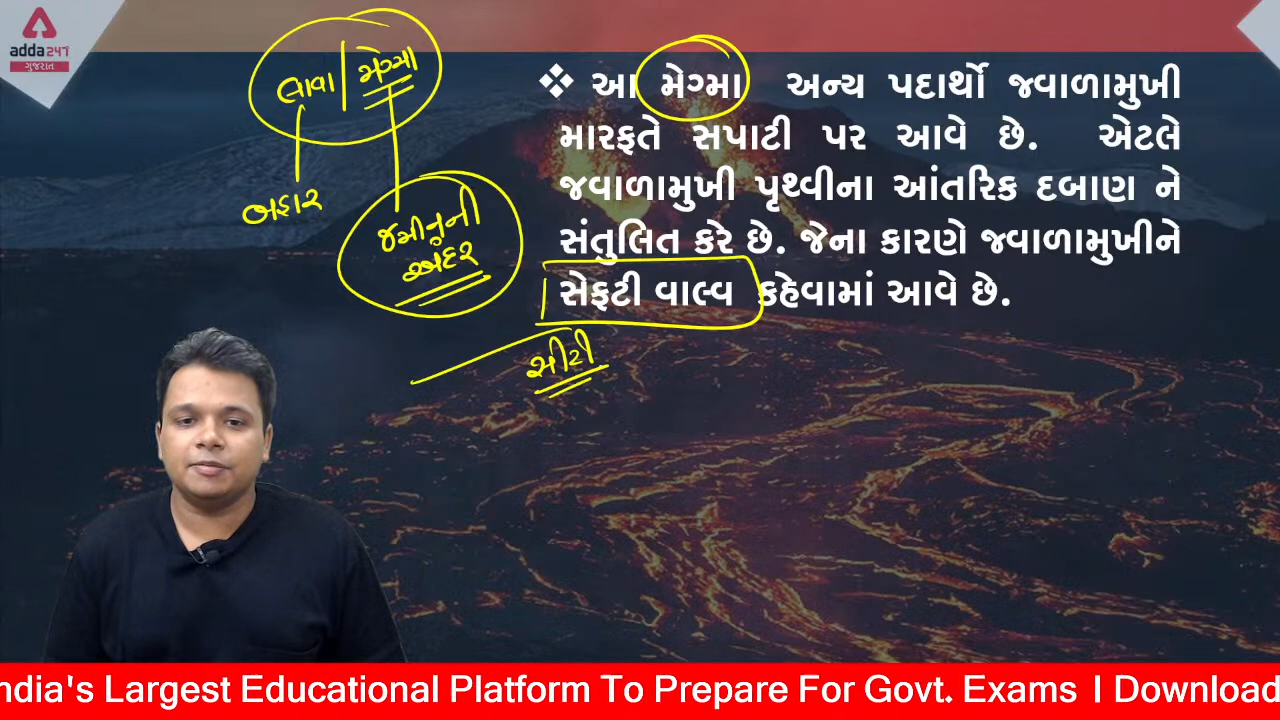 adda247
ગુજરાત
લાવા | મેગ્મા
બહાર
જમીનની
અંદર
❖ આ મેગ્મા અન્ય પદાર્થો જ્વાળામુખી
મારફતે સપાટી પર આવે છે. એટલે
જવાળામુખી પૃથ્વીના આંતરિક દબાણ ને
સંતુલિત કરે છે. જેના કારણે જ્વાળામુખીને
સેફટી વાલ્વ કહેવામાં આવે છે.
સીટી
ndia's Largest Educational Platform To Prepare For Govt. Exams I Download